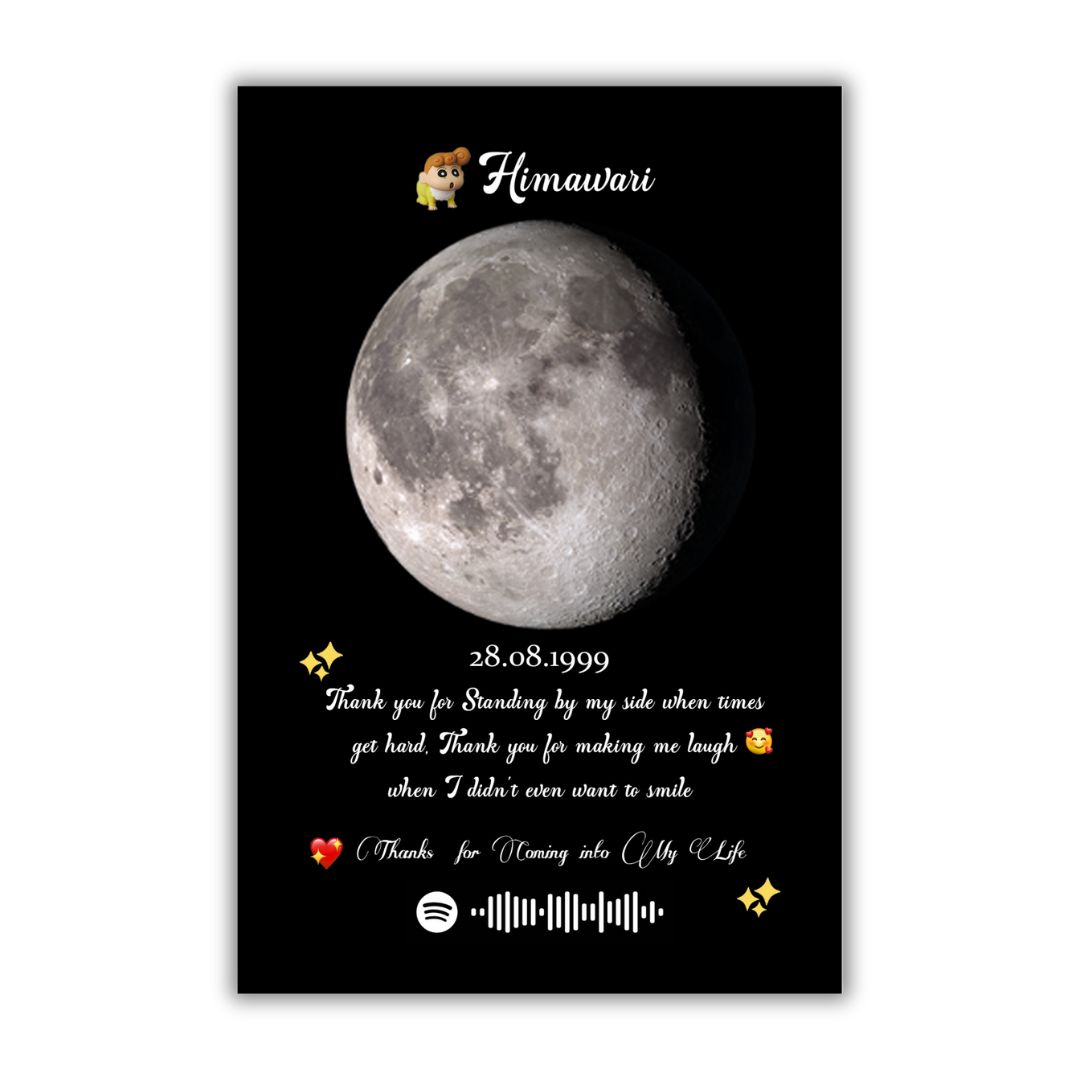 Himawari
28.08.1999
Thank you for Standing by my side when times
get hard, Thank you for making me laugh 🥰
when I didn't even want to smile
Thanks for Coming into My Life